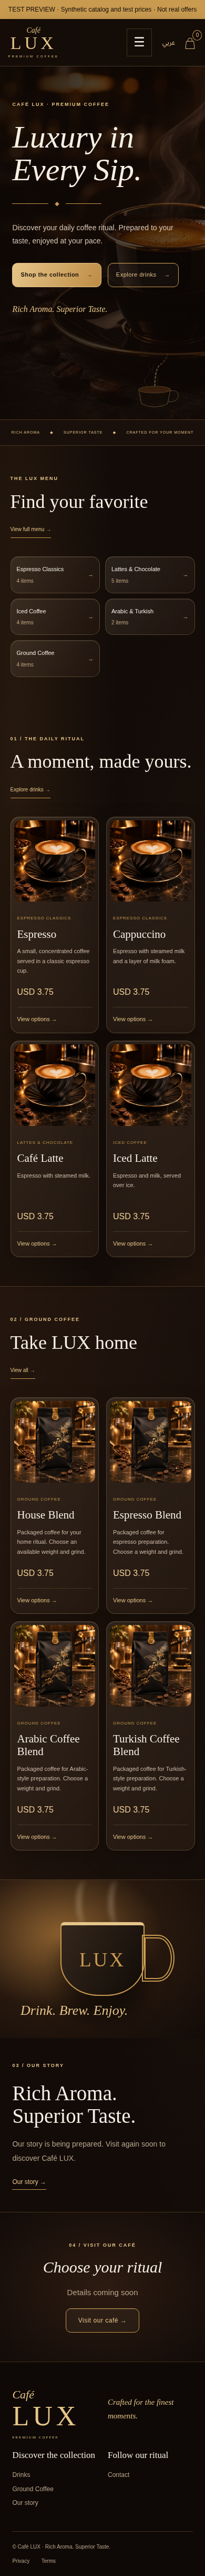 TEST PREVIEW · Synthetic catalog and test prices · Not real offers
Café
LUX
PREMIUM COFFEE
عربي
0
CAFÉ LUX · PREMIUM COFFEE
Luxury in
Every Sip.
Discover your daily coffee ritual. Prepared to your
taste, enjoyed at your pace.
Shop the collection →
Explore drinks →
Rich Aroma. Superior Taste.
RICH AROMA ◆ SUPERIOR TASTE ◆ CRAFTED FOR YOUR MOMENT
THE LUX MENU
Find your favorite
View full menu →
Espresso Classics
4 items
→
Lattes & Chocolate
5 items
→
Iced Coffee
4 items
→
Arabic & Turkish
2 items
→
Ground Coffee
4 items
→
01 / THE DAILY RITUAL
A moment, made yours.
Explore drinks →
ESPRESSO CLASSICS
Espresso
A small, concentrated coffee
served in a classic espresso
cup.
USD 3.75
View options →
ESPRESSO CLASSICS
Cappuccino
Espresso with steamed milk
and a layer of milk foam.
USD 3.75
View options →
LATTES & CHOCOLATE
Café Latte
Espresso with steamed milk.
USD 3.75
View options →
ICED COFFEE
Iced Latte
Espresso and milk, served
over ice.
USD 3.75
View options →
02 / GROUND COFFEE
Take LUX home
View all →
GROUND COFFEE
House Blend
Packaged coffee for your
home ritual. Choose an
available weight and grind.
USD 3.75
View options →
GROUND COFFEE
Espresso Blend
Packaged coffee for
espresso preparation.
Choose a weight and grind.
USD 3.75
View options →
GROUND COFFEE
Arabic Coffee
Blend
Packaged coffee for Arabic-
style preparation. Choose a
weight and grind.
USD 3.75
View options →
GROUND COFFEE
Turkish Coffee
Blend
Packaged coffee for Turkish-
style preparation. Choose a
weight and grind.
USD 3.75
View options →
LUX
Drink. Brew. Enjoy.
03 / OUR STORY
Rich Aroma.
Superior Taste.
Our story is being prepared. Visit again soon to
discover Café LUX.
Our story →
04 / VISIT OUR CAFÉ
Choose your ritual
Details coming soon
Visit our café →
Café
LUX
PREMIUM COFFEE
Crafted for the finest
moments.
Discover the collection
Drinks
Ground Coffee
Our story
Follow our ritual
Contact
© Café LUX · Rich Aroma. Superior Taste.
Privacy Terms